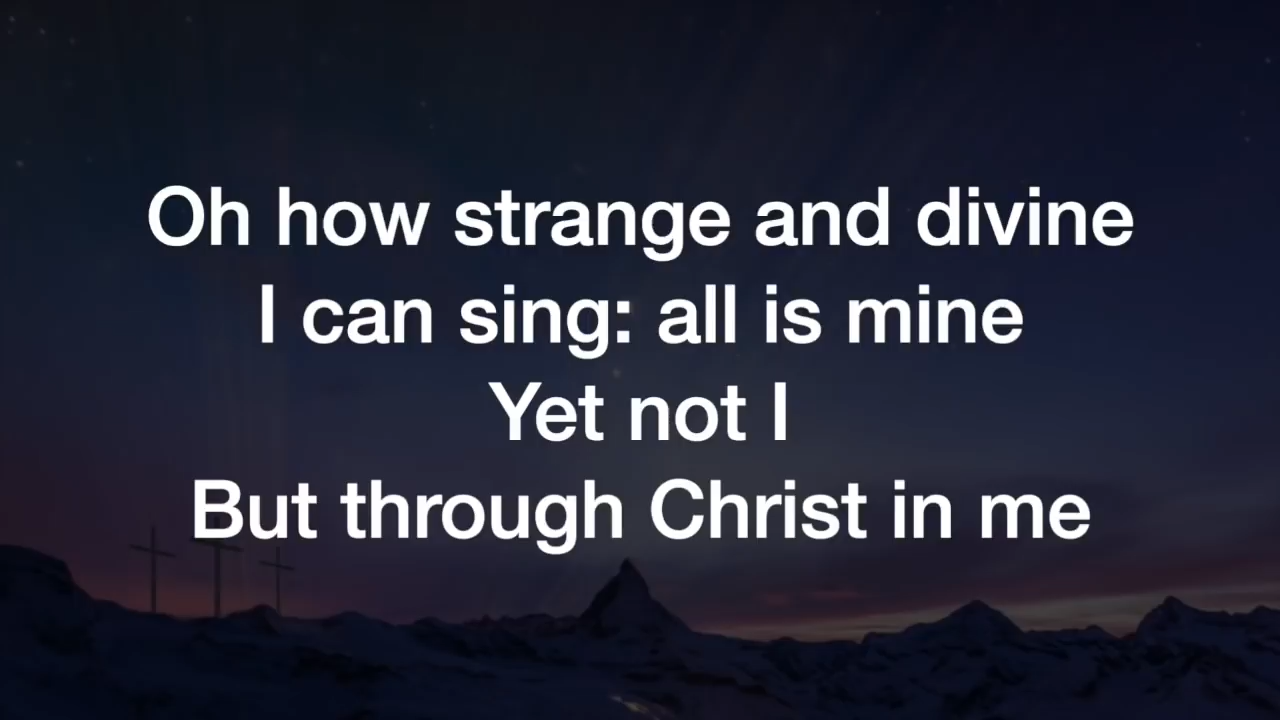 Oh how strange and divine
I can sing: all is mine
Yet not I
But through Christ in me